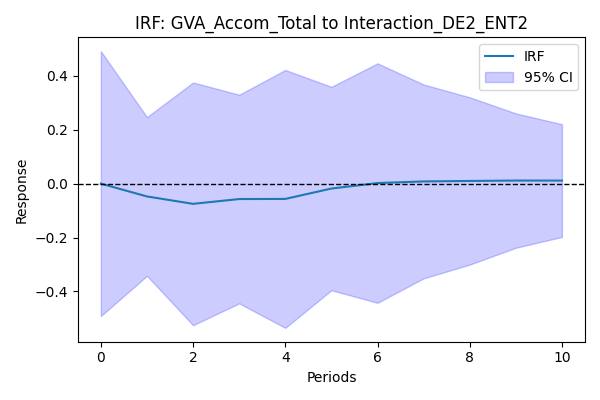 IRF: GVA_Accom_Total to Interaction_DE2_ENT2
IRF
95% CI
0.4
0.2
0.0
−0.2
−0.4
Response
0 2 4 6 8 10
Periods